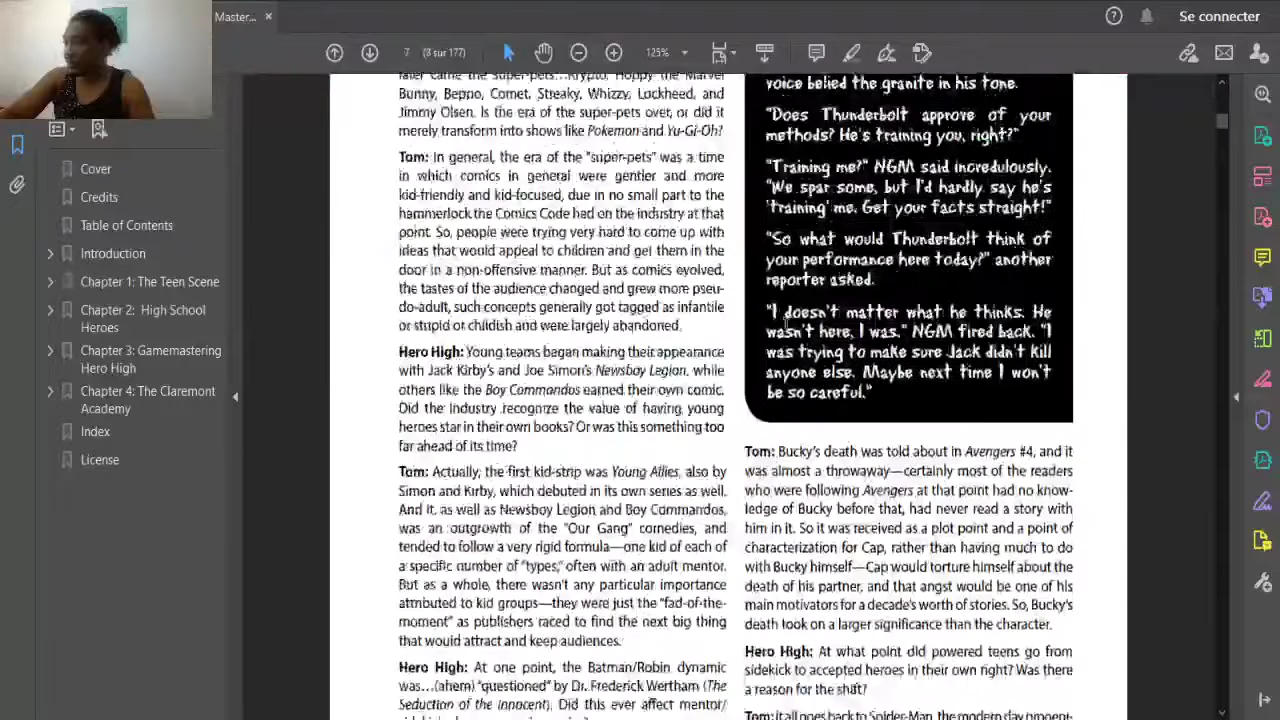 Master...
Se connecter
7 (8 sur 177)
125%
Cover
Credits
Table of Contents
Introduction
Chapter 1: The Teen Scene
Chapter 2: High School
Heroes
Chapter 3: Gamemastering
Hero High
Chapter 4: The Claremont
Academy
Index
License
later came the super-pets...Krypto, Hoppy the Marvel
Bunny, Beppo, Comet, Streaky, Whizzy, Lockheed, and
Jimmy Olsen. Is the era of the super-pets over, or did it
merely transform into shows like Pokemon and Yu-Gi-Oh?
Tom: In general, the era of the "super-pets" was a time
in which comics in general were gentler and more
kid-friendly and kid-focused, due in no small part to the
hammerlock the Comics Code had on the industry at that
point. So, people were trying very hard to come up with
ideas that would appeal to children and get them in the
door in a non-offensive manner. But as comics evolved,
the tastes of the audience changed and grew more pseu-
do-adult, such concepts generally got tagged as infantile
or stupid or childish and were largely abandoned.
Hero High: Young teams began making their appearance
with Jack Kirby's and Joe Simon's Newsboy Legion, while
others like the Boy Commandos earned their own comic.
Did the Industry recognize the value of having young
heroes star in their own books? Or was this something too
far ahead of its time?
Tom: Actually, the first kid-strip was Young Allies, also by
Simon and Kirby, which debuted in its own series as well.
And it, as well as Newsboy Legion and Boy Commandos,
was an outgrowth of the "Our Gang" comedies, and
tended to follow a very rigid formula—one kid of each of
a specific number of "types," often with an adult mentor.
But as a whole, there wasn't any particular importance
attributed to kid groups—they were just the "fad-of-the-
moment" as publishers raced to find the next big thing
that would attract and keep audiences.
Hero High: At one point, the Batman/Robin dynamic
was...(ahem) "questioned" by Dr. Frederick Wertham (The
Seduction of the Innocent). Did this ever affect mentor/
voice belied the granite in his tone.
"Does Thunderbolt approve of your
methods? He's training you, right?"
"Training me?" NGM said incredulously.
"We spar some, but I'd hardly say he's
'training' me. Get your facts straight!"
"So what would Thunderbolt think of
your performance here today?" another
reporter asked.
"I doesn't matter what he thinks. He
wasn't here, I was." NGM fired back. "I
was trying to make sure Jack didn't kill
anyone else. Maybe next time I won't
be so careful."
Tom: Bucky's death was told about in Avengers #4, and it
was almost a throwaway—certainly most of the readers
who were following Avengers at that point had no know-
ledge of Bucky before that, had never read a story with
him in it. So it was received as a plot point and a point of
characterization for Cap, rather than having much to do
with Bucky himself—Cap would torture himself about the
death of his partner, and that angst would be one of his
main motivators for a decade's worth of stories. So, Bucky's
death took on a larger significance than the character.
Hero High: At what point did powered teens go from
sidekick to accepted heroes in their own right? Was there
a reason for the shift?
Tom: It all goes back to Spider-Man, the modern day